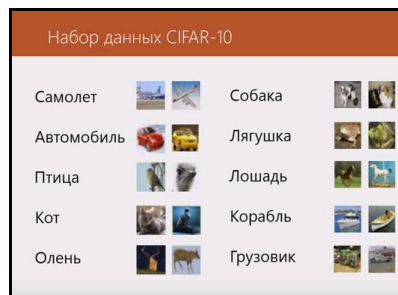 Набор данных CIFAR-10
Самолет
Автомобиль
Птица
Кот
Олень
Собака
Лягушка
Лошадь
Корабль
Грузовик